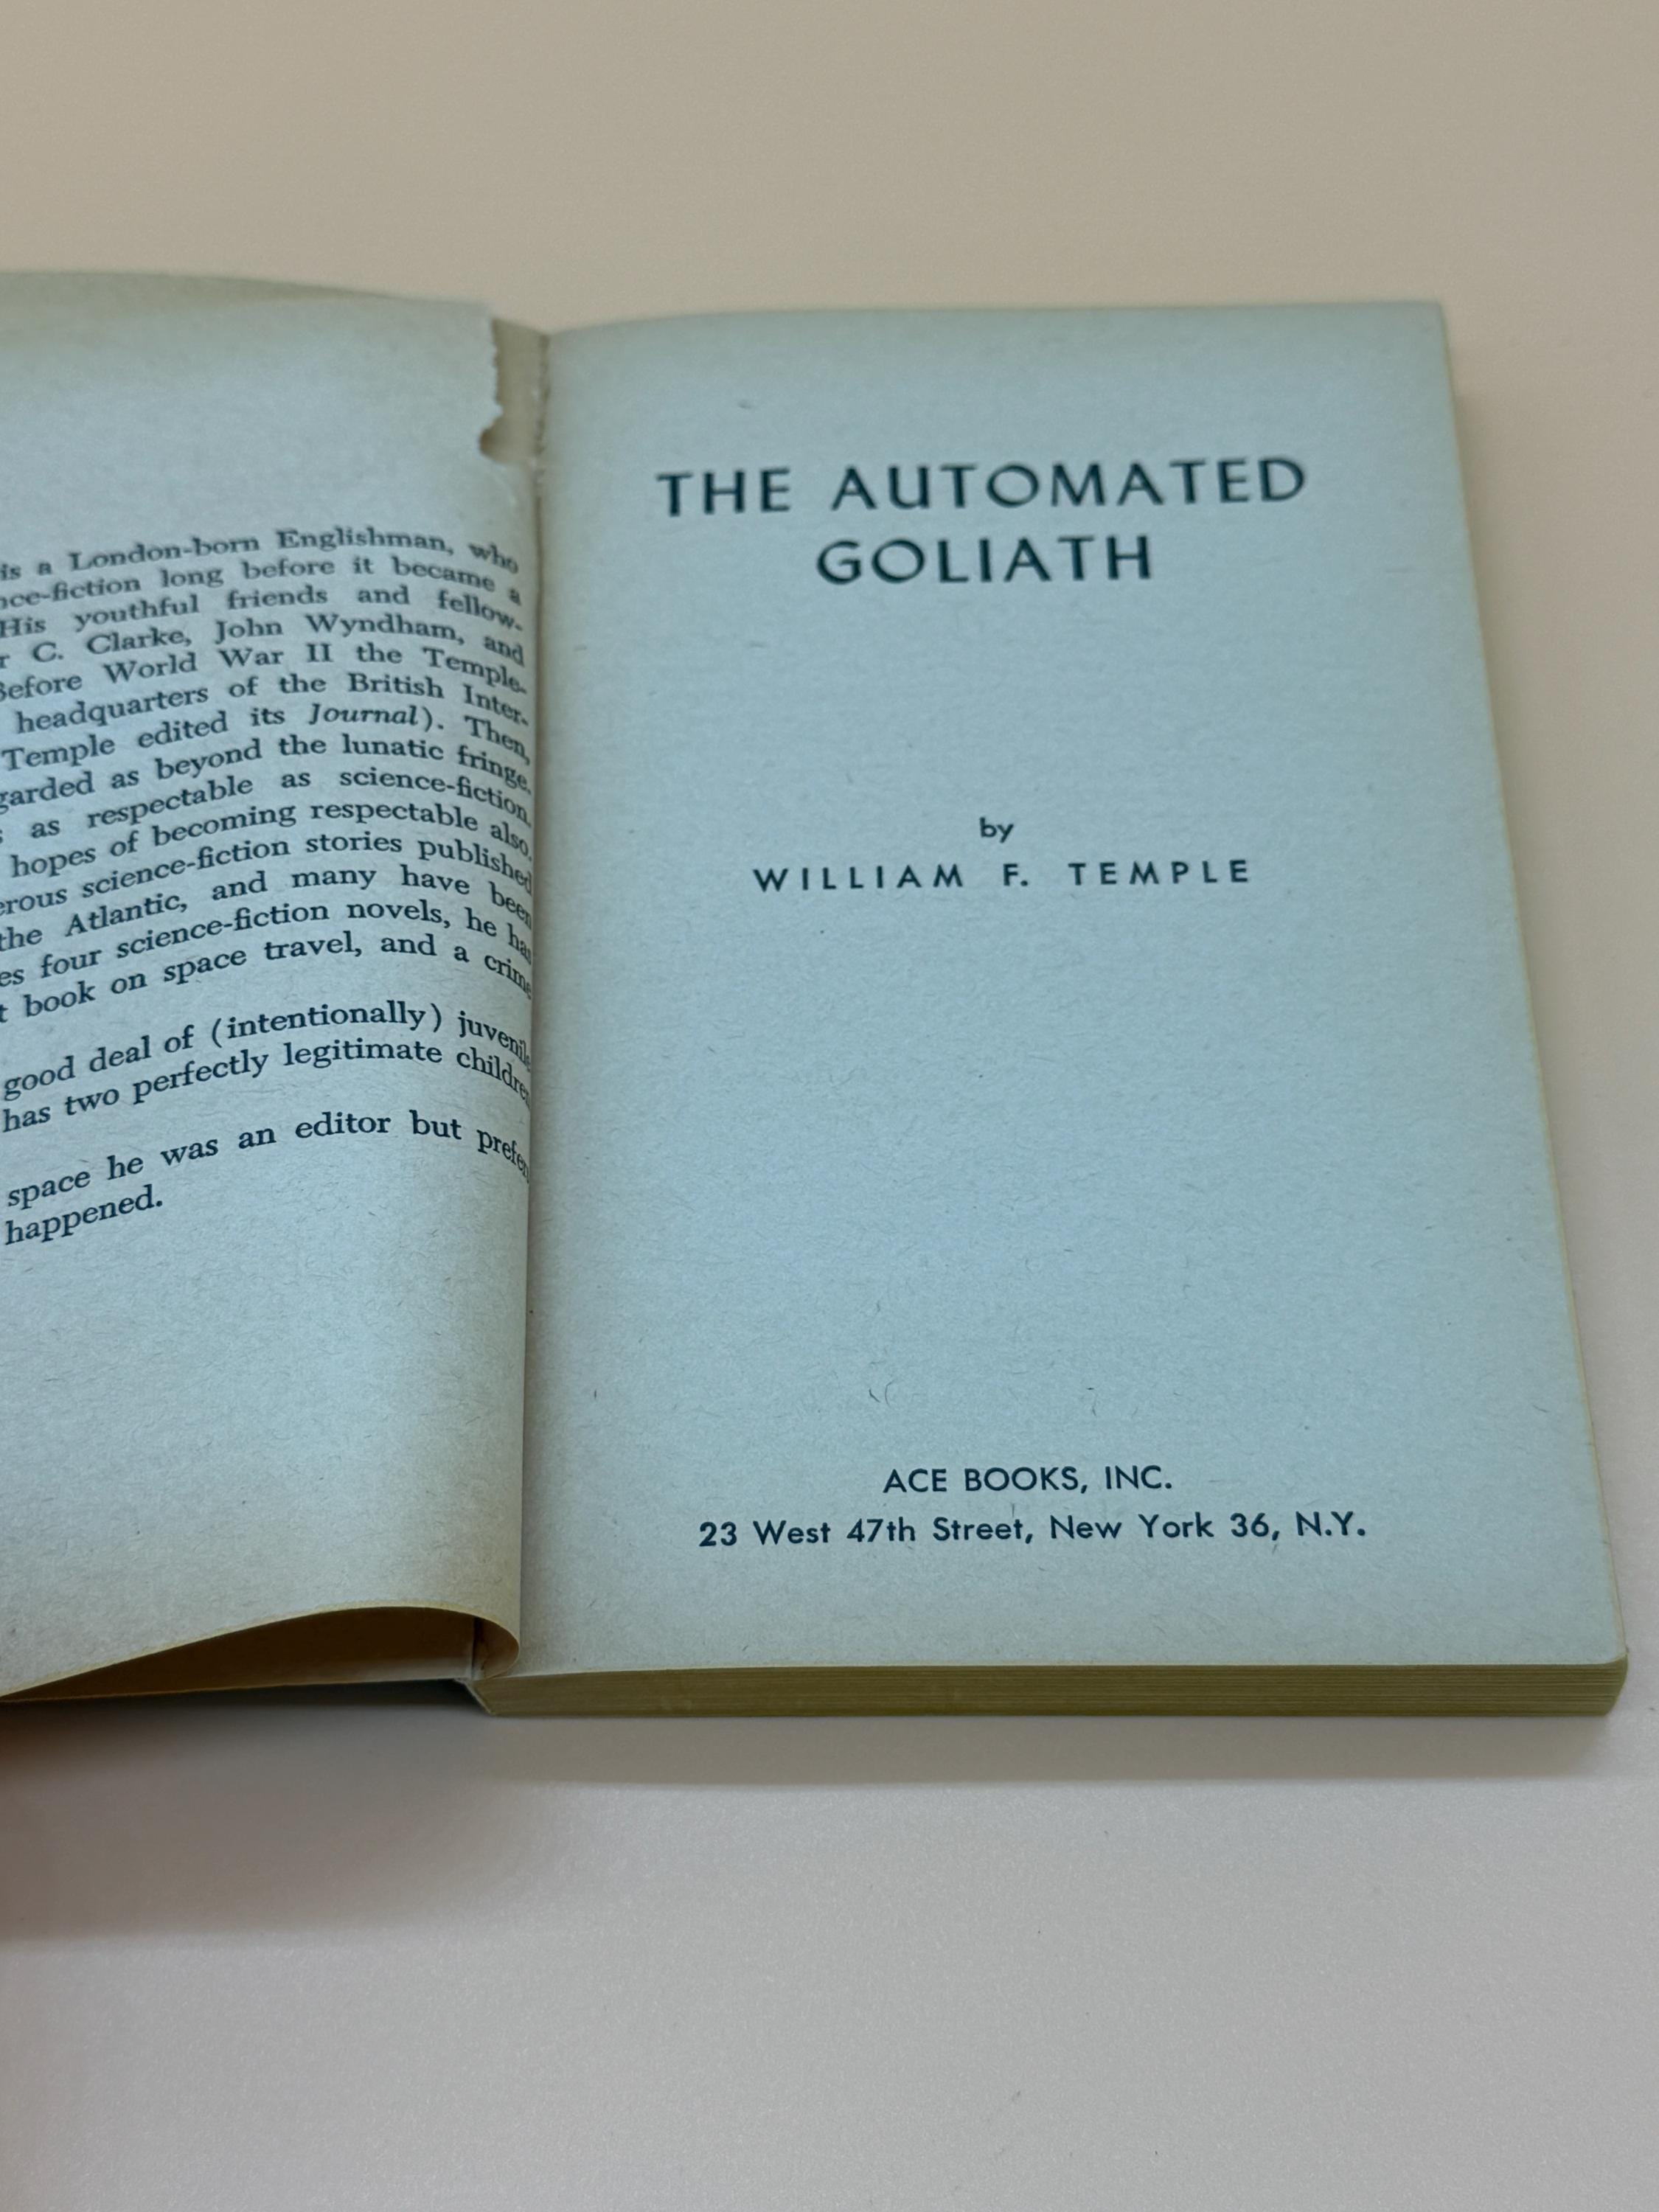 is a London-born Englishman, who
nce-fiction long before it became a
His youthful friends and fellow-
r C. Clarke, John Wyndham, and
Before World War II the Temple-
headquarters of the British Inter-
Temple edited its Journal). Then,
garded as beyond the lunatic fringe.
as respectable as science-fiction.
hopes of becoming respectable also.
erous science-fiction stories published
the Atlantic, and many have been
es four science-fiction novels, he ha
t book on space travel, and a crim
good deal of (intentionally) juvenil
has two perfectly legitimate childre
space he was an editor but prefer
happened.
THE AUTOMATED
GOLIATH
by
WILLIAM F. TEMPLE
ACE BOOKS, INC.
23 West 47th Street, New York 36, N.Y.